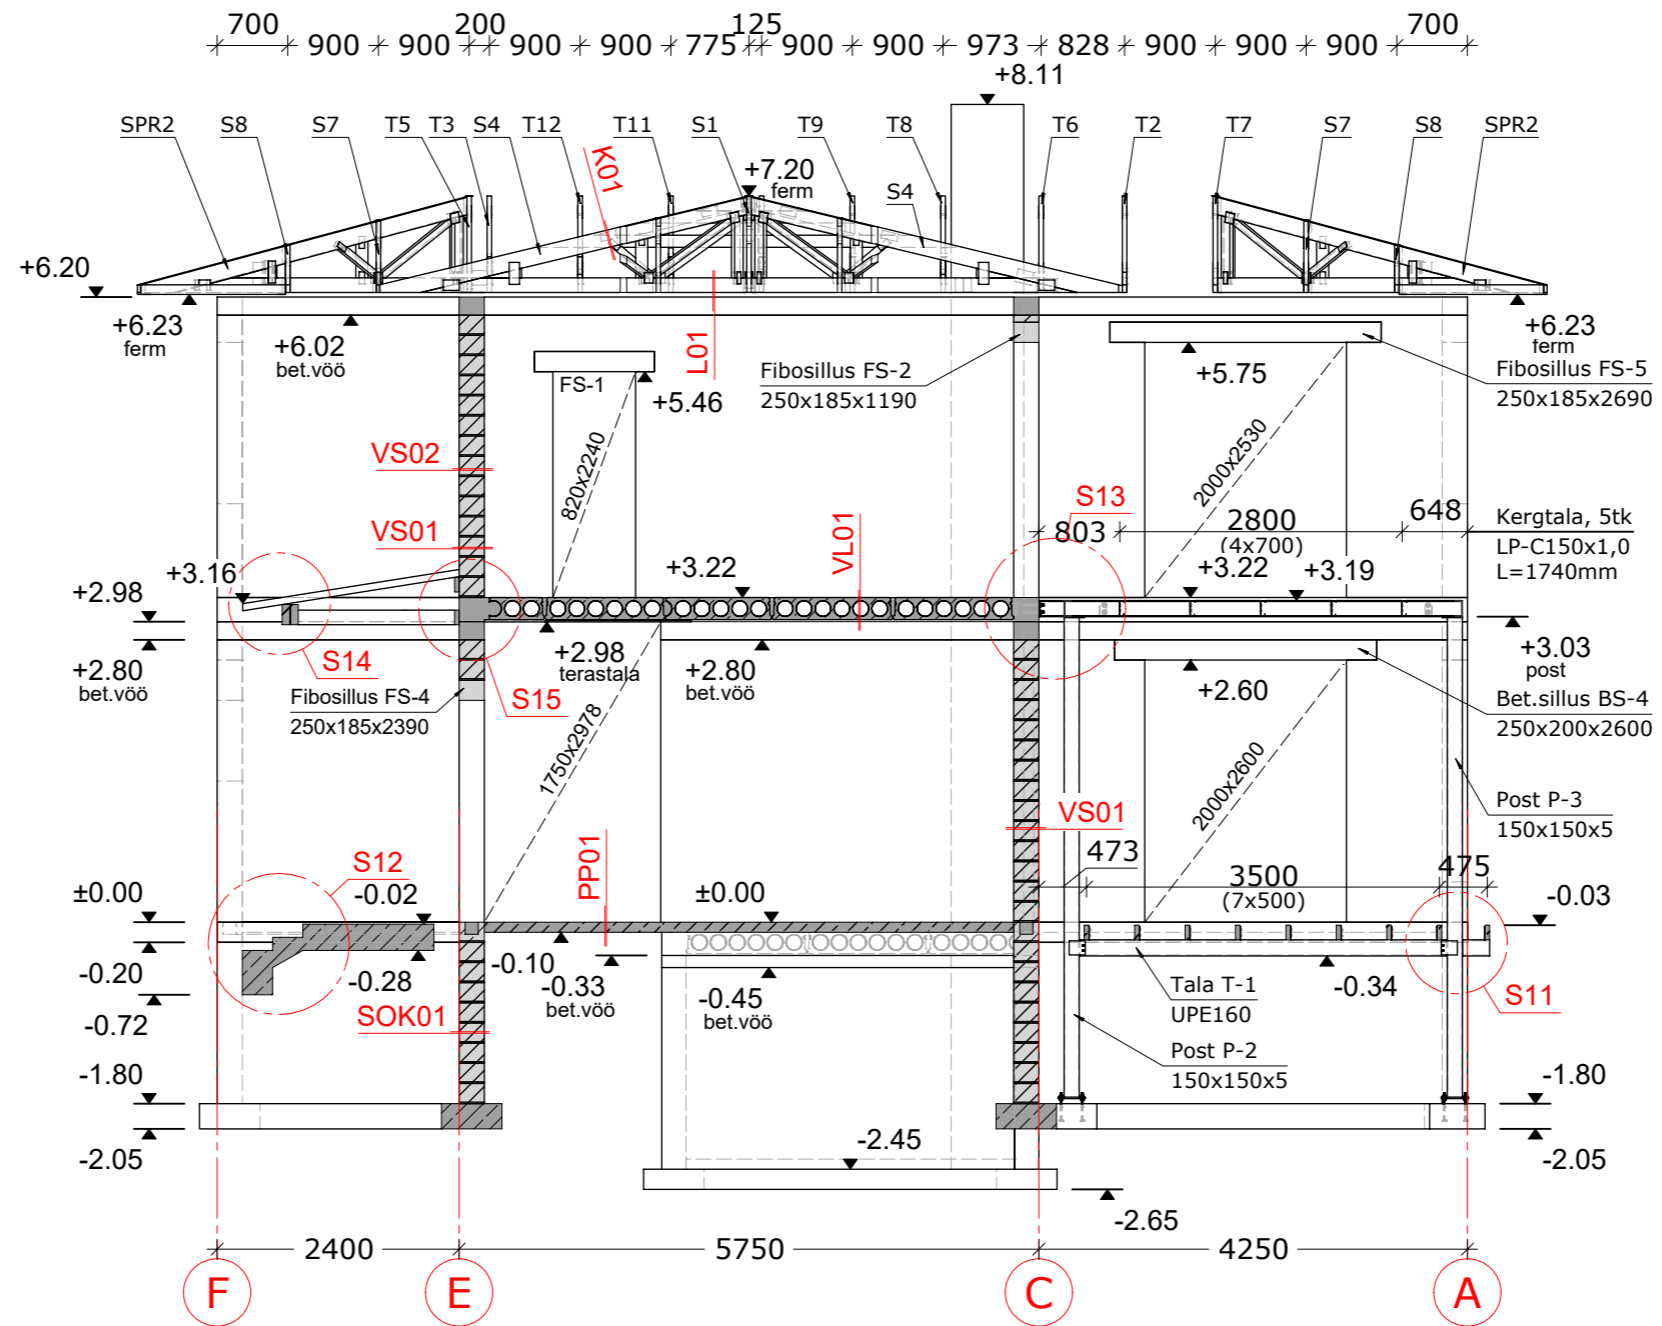 700 200 125 700
900 900 900 900 775 900 900 973 828 900 900 900
+8.11
SPR2 S8 S7 T5 T3 S4 T12 T11 S1 T9 T8 T6 T2 T7 S7 S8 SPR2
K01
+7.20
ferm
S4
+6.20
+6.23
ferm
+6.02
bet.vöö
L01
+6.23
ferm
FS-1
+5.46
Fibosillus FS-2
250x185x1190
+5.75
Fibosillus FS-5
250x185x2690
820x2240
2000x2530
VS02
VS01
VL01
S13
803
2800
(4x700)
648
Kergtala, 5tk
LP-C150x1,0
L=1740mm
+3.16
+2.98
+2.80
bet.vöö
+3.22
+3.22
+3.19
S14
Fibosillus FS-4
250x185x2390
S15
+2.98
terastala
+2.80
bet.vöö
+2.60
+3.03
post
Bet.sillus BS-4
250x200x2600
1750x2978
2000x2600
Post P-3
150x150x5
VS01
S12
PP01
473
3500
(7x500)
475
±0.00
-0.02
±0.00
-0.03
-0.20
-0.28
-0.72
-0.10
-0.33
bet.vöö
-0.45
bet.vöö
Tala T-1
UPE160
-0.34
S11
SOK01
Post P-2
150x150x5
-1.80
-1.80
-2.05
-2.45
-2.05
-2.65
2400 5750 4250
F E C A